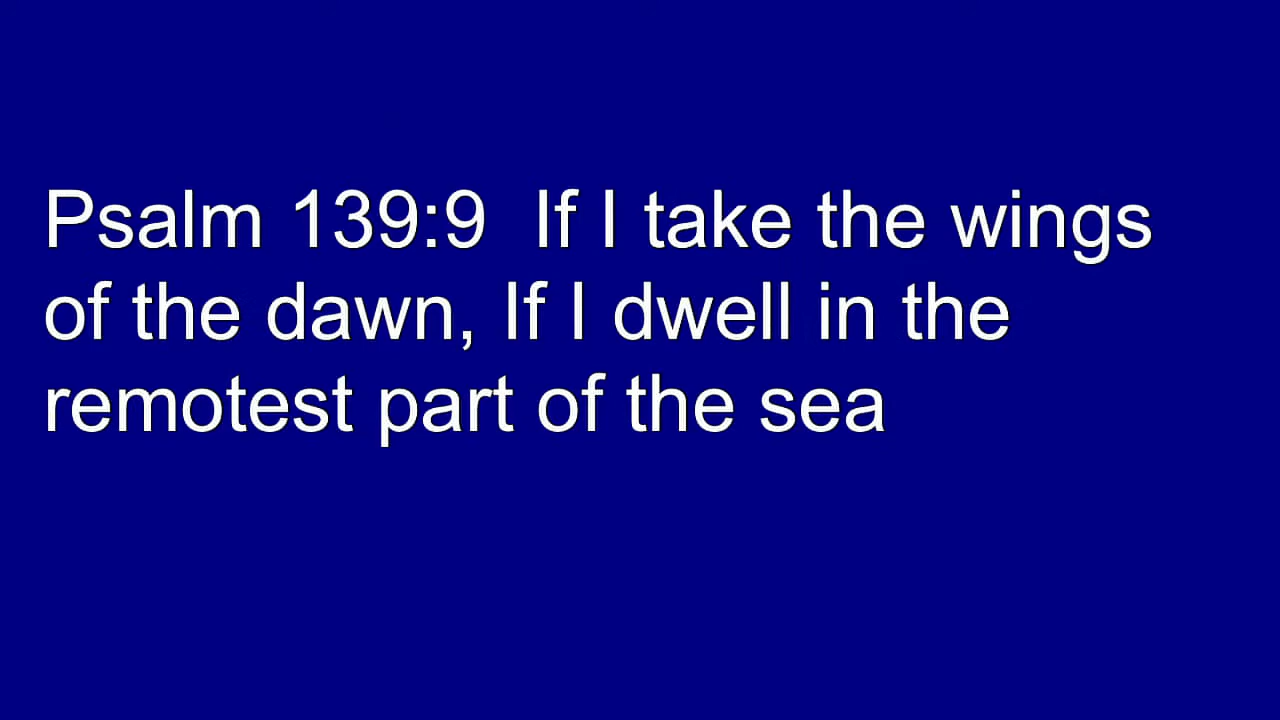 Psalm 139:9  If I take the wings
of the dawn, If I dwell in the
remotest part of the sea